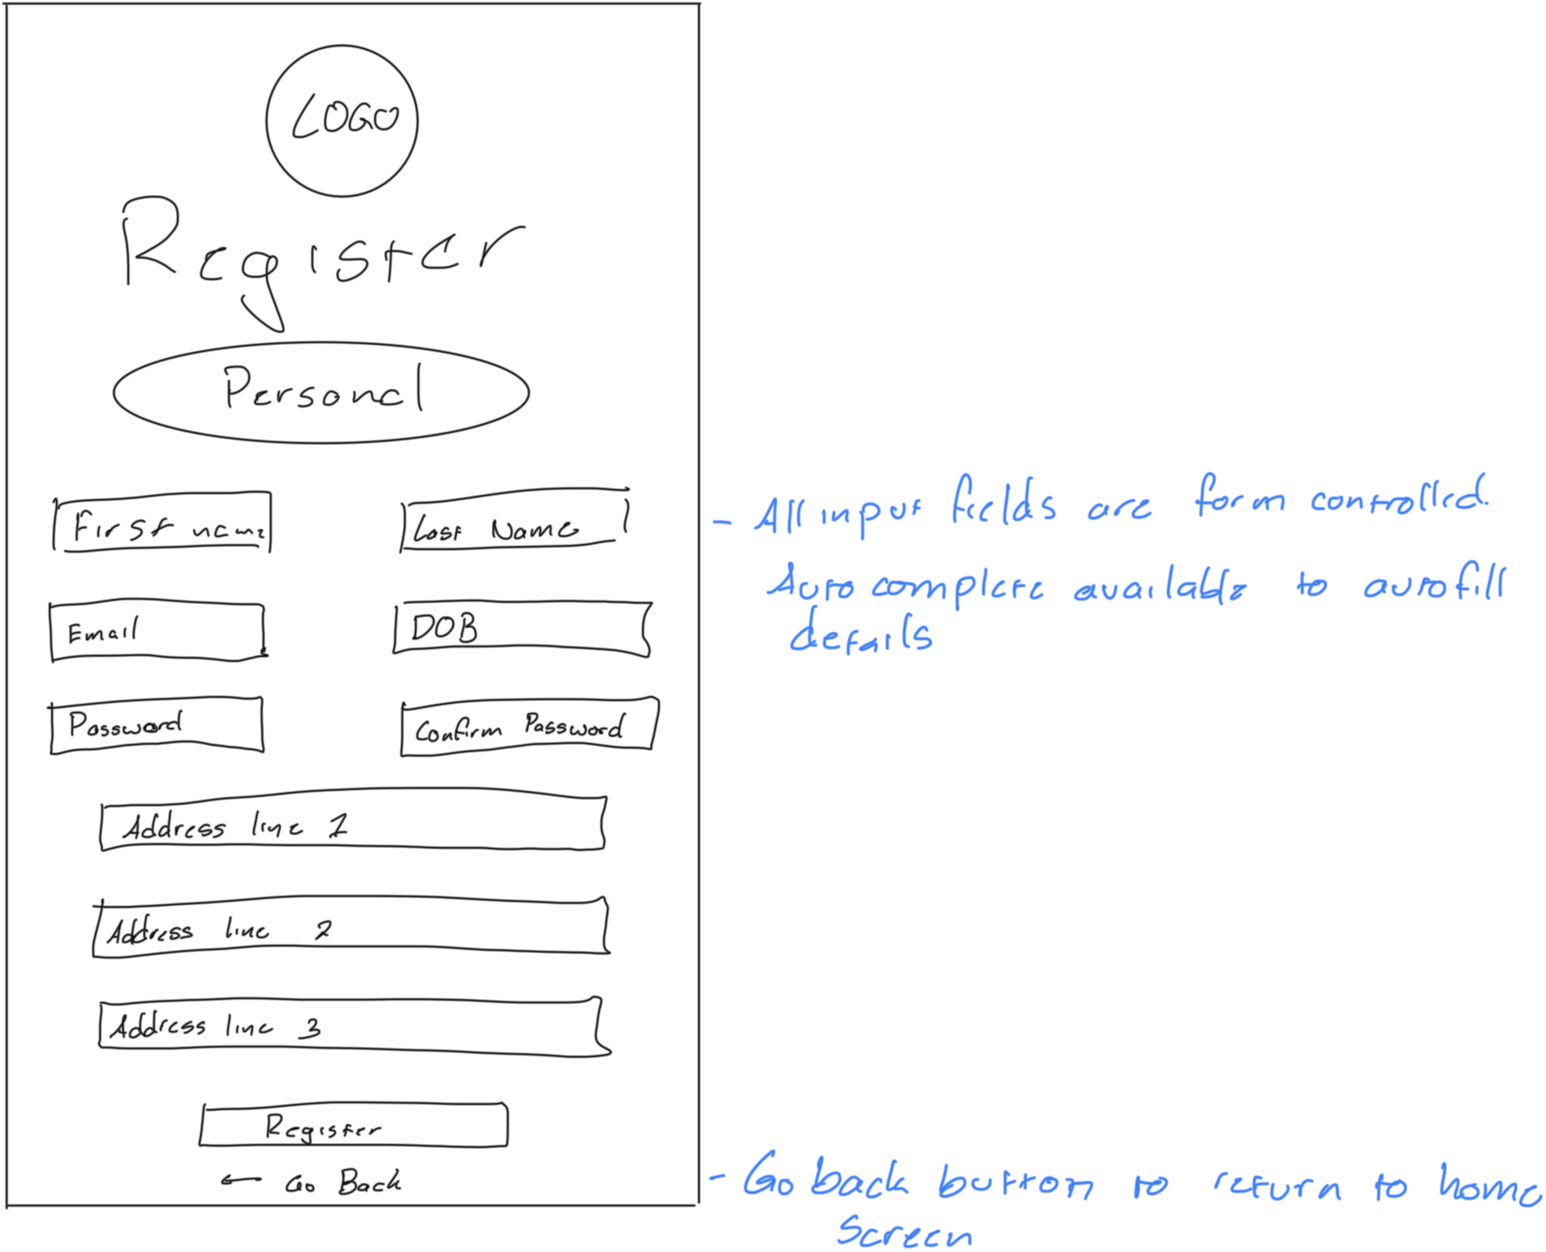 LOGO
Register
Personal
First name
Last Name
- All input fields are form controlled.
Auto complete available to autofill
details
Email
DOB
Password
Confirm Password
Address line 1
Address line 2
Address line 3
Register
← Go Back
- Go back button to return to home
screen